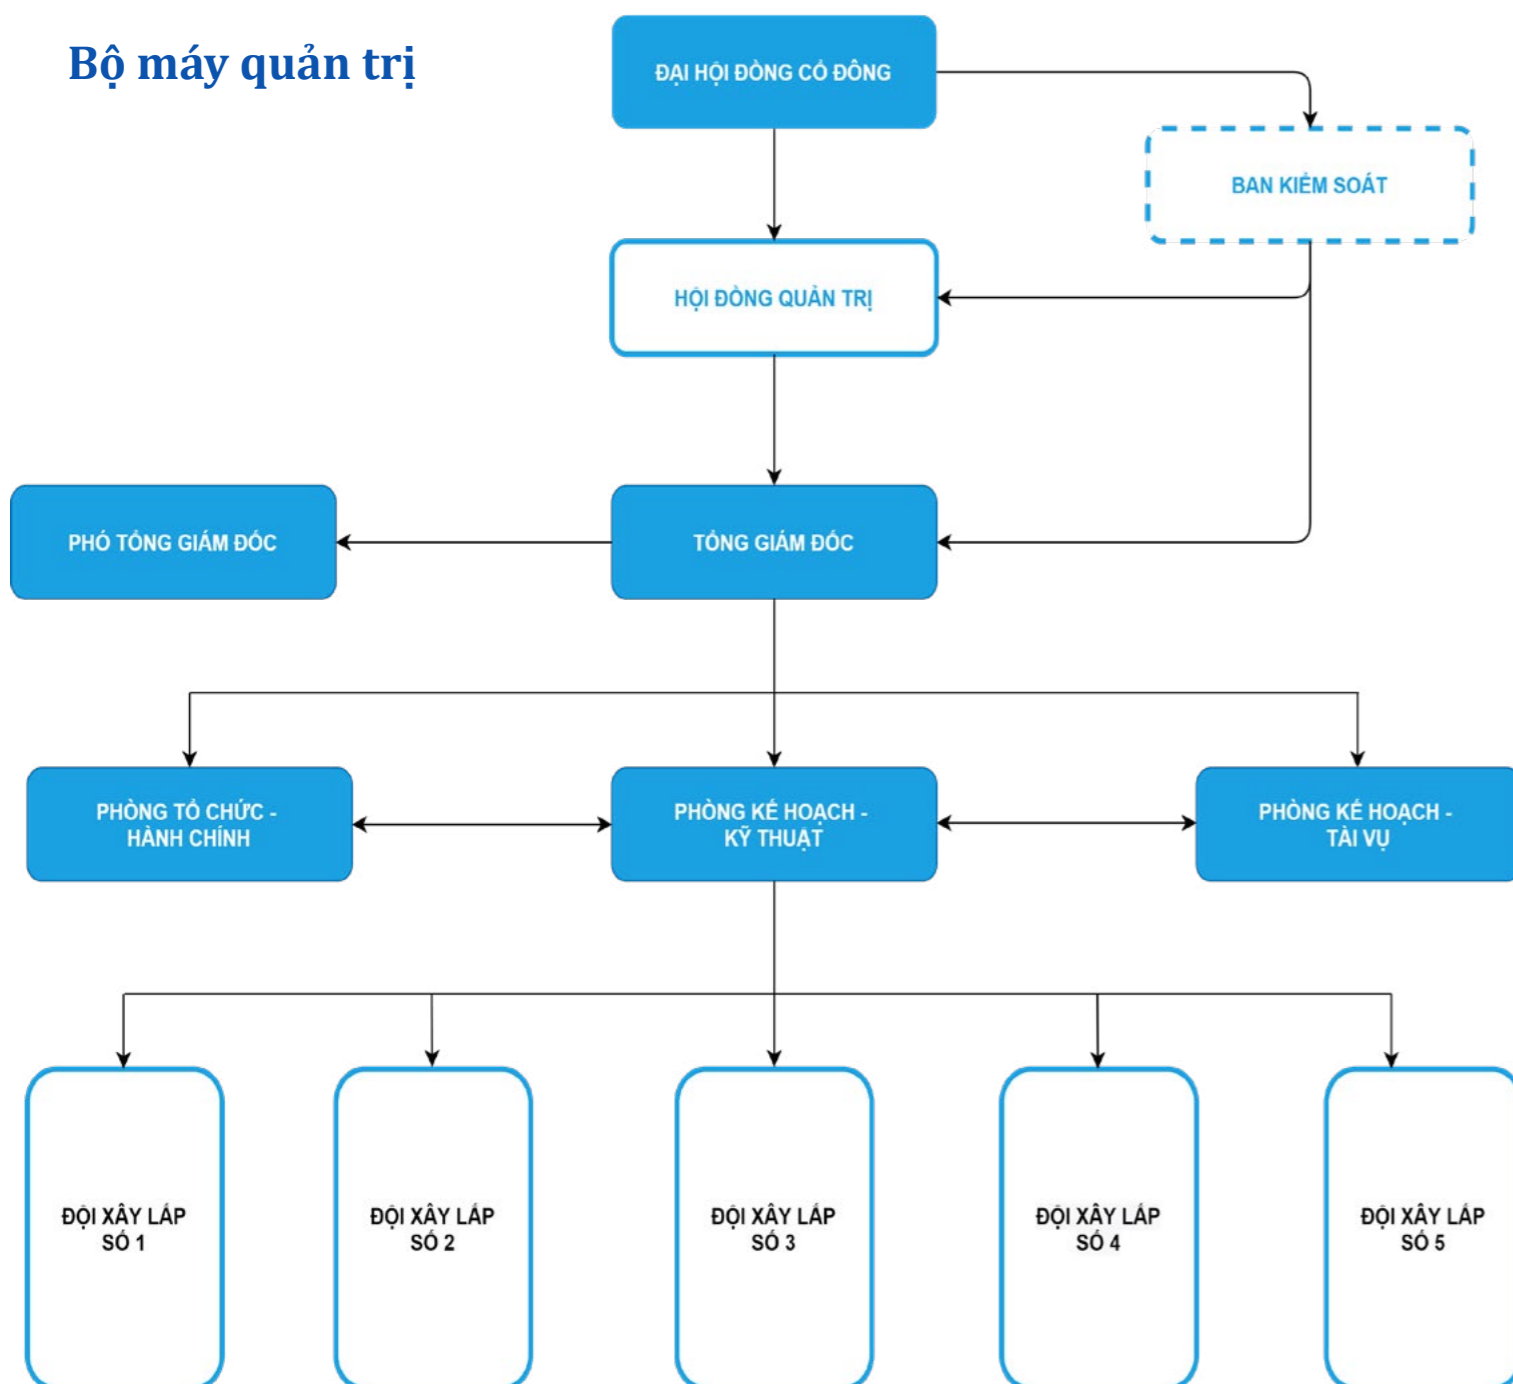 Bộ máy quản trị
ĐẠI HỘI ĐỒNG CỔ ĐÔNG
BAN KIỂM SOÁT
HỘI ĐỒNG QUẢN TRỊ
PHÓ TỔNG GIÁM ĐỐC
TỔNG GIÁM ĐỐC
PHÒNG TỔ CHỨC -
HÀNH CHÍNH
PHÒNG KẾ HOẠCH -
KỸ THUẬT
PHÒNG KẾ HOẠCH -
TÀI VỤ
ĐỘI XÂY LẮP
SỐ 1
ĐỘI XÂY LẮP
SỐ 2
ĐỘI XÂY LẮP
SỐ 3
ĐỘI XÂY LẮP
SỐ 4
ĐỘI XÂY LẮP
SỐ 5